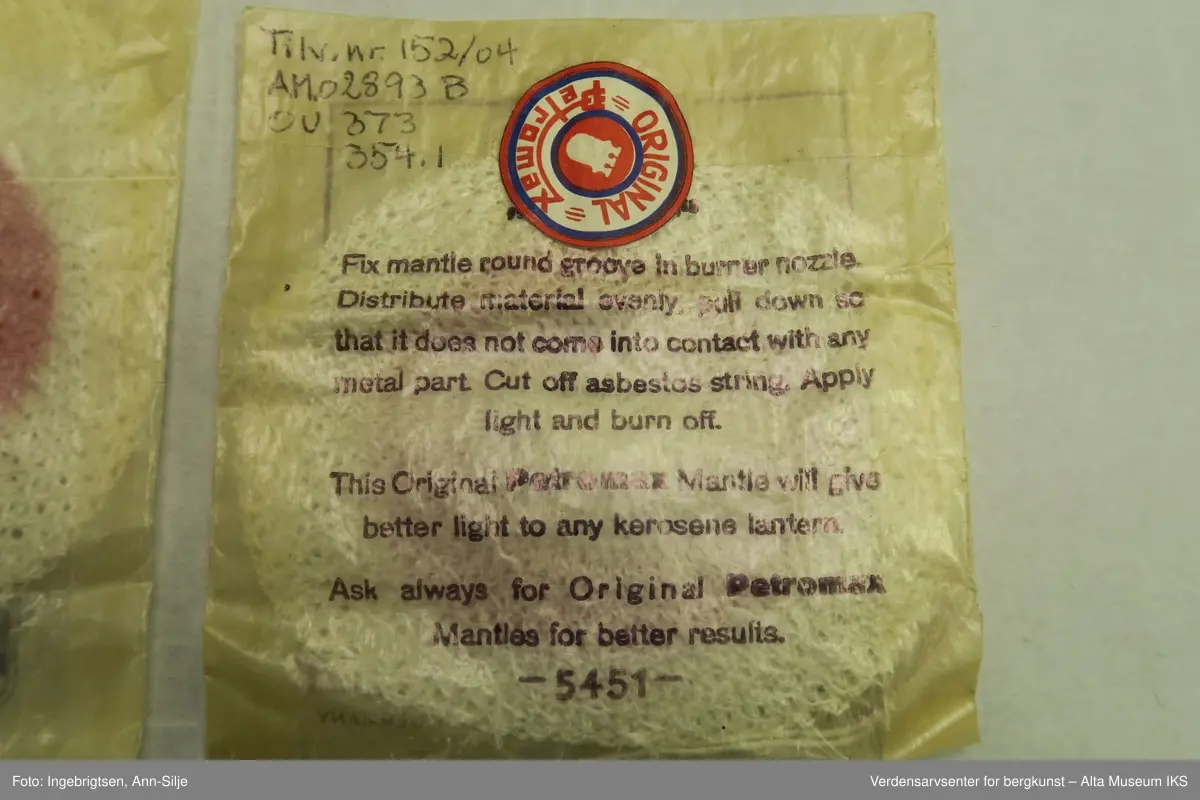 Tilv.nr. 152/04
AM.02893 B
OU 373
354.1
Petromax ORIGINAL
Fix mantle round groove in burner nozzle.
Distribute material evenly, pull down so
that it does not come into contact with any
metal part. Cut off asbestos string. Apply
light and burn off.
This Original Petromax Mantle will give
better light to any kerosene lantern.
Ask always for Original Petromax
Mantles for better results.
-5451-
Foto: Ingebrigtsen, Ann-Silje
Verdensarvsenter for bergkunst – Alta Museum IKS